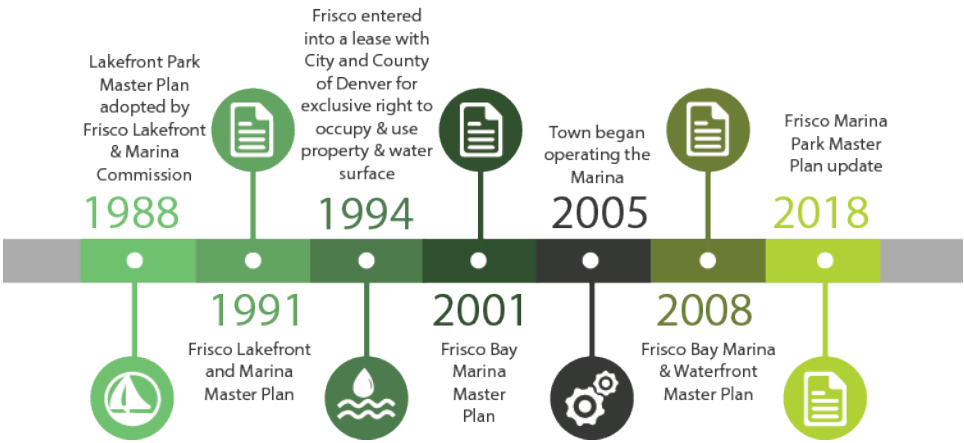 Lakefront Park
Master Plan
adopted by
Frisco Lakefront
& Marina
Commission
1988
1991
Frisco Lakefront
and Marina
Master Plan
Frisco entered
into a lease with
City and County
of Denver for
exclusive right to
occupy & use
property & water
surface
1994
2001
Frisco Bay
Marina
Master
Plan
Town began
operating the
Marina
2005
2008
Frisco Bay Marina
& Waterfront
Master Plan
Frisco Marina
Park Master
Plan update
2018